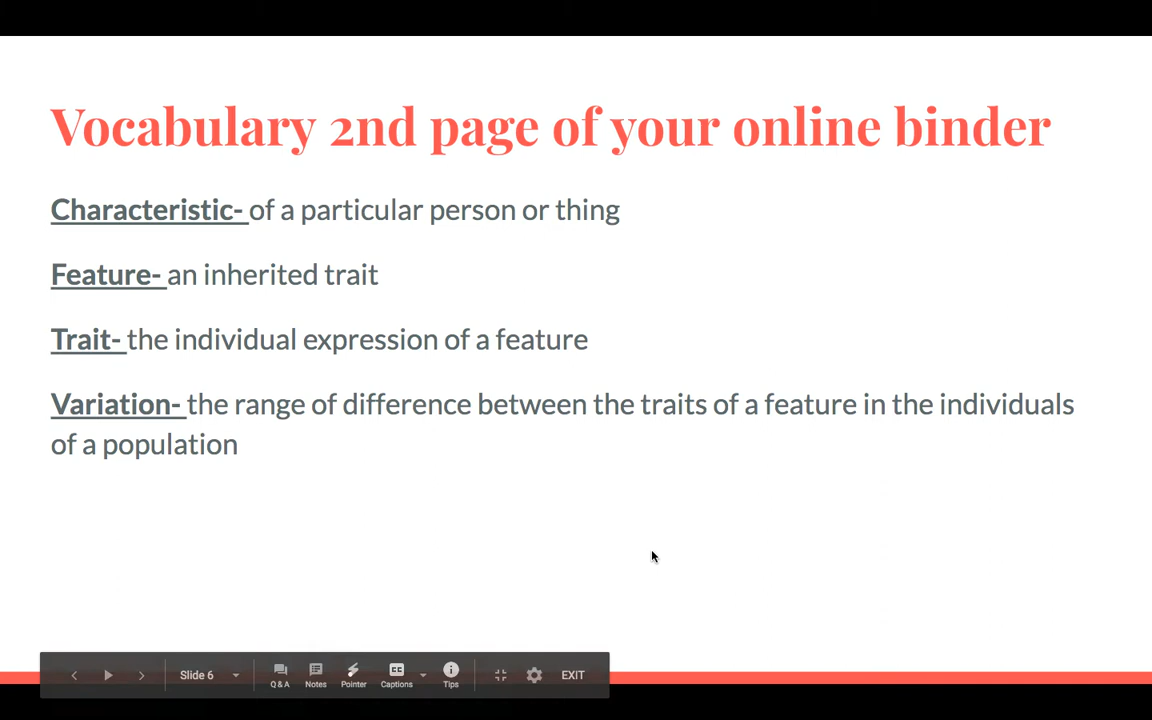 Vocabulary 2nd page of your online binder
Characteristic- of a particular person or thing
Feature- an inherited trait
Trait- the individual expression of a feature
Variation- the range of difference between the traits of a feature in the individuals
of a population
Slide 6
Q & A
Notes
Pointer
CC
Captions
Tips
EXIT